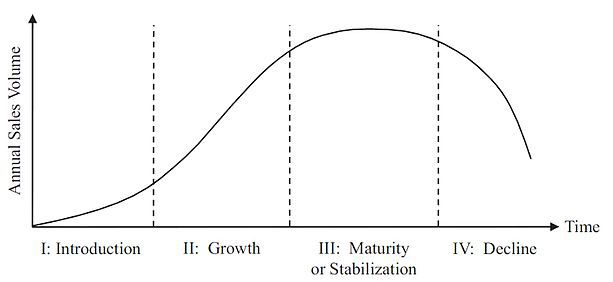 Annual Sales Volume
Time
I: Introduction
II: Growth
III: Maturity
or Stabilization
IV: Decline